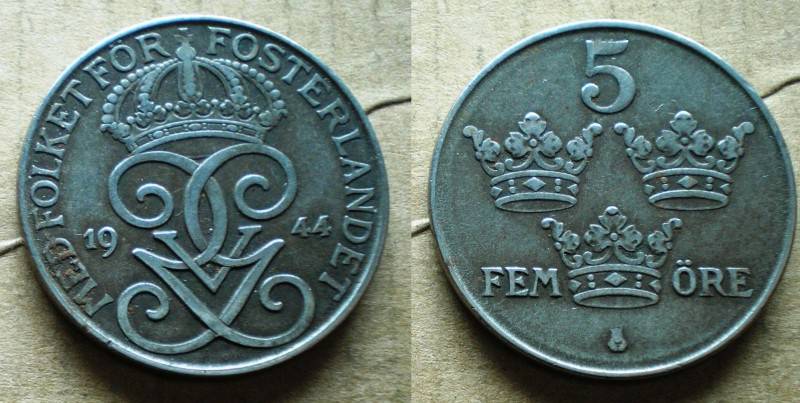 MED FOLKET FÖR FOSTERLANDET
19 44
5
FEM ÖRE